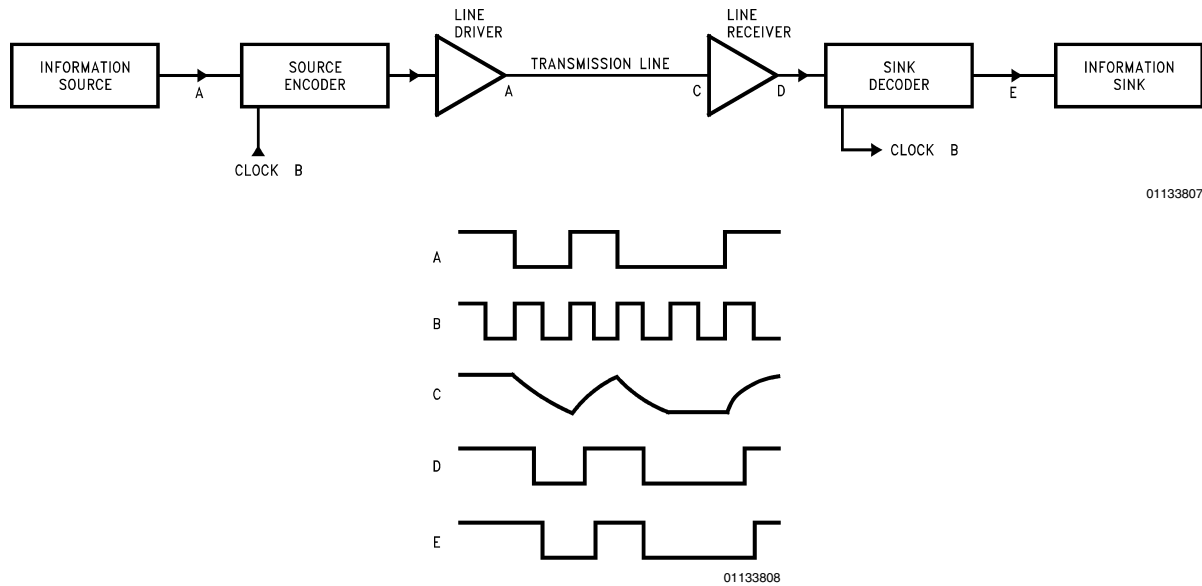 LINE
DRIVER
LINE
RECEIVER
INFORMATION
SOURCE
A
SOURCE
ENCODER
A
TRANSMISSION LINE
C
D
SINK
DECODER
E
INFORMATION
SINK
CLOCK B
CLOCK B
01133807
A
B
C
D
E
01133808